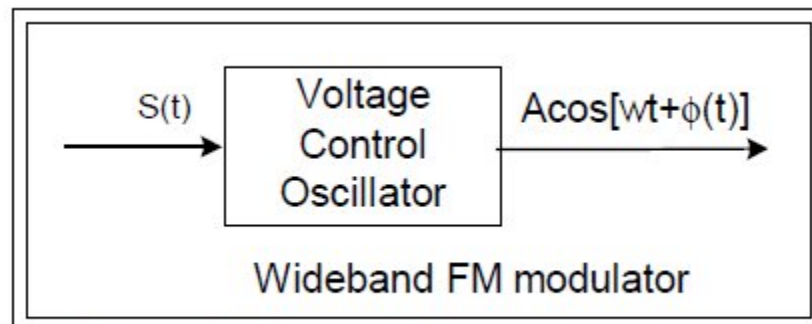 S(t)
Voltage
Control
Oscillator
Acos[wt+ϕ(t)]
Wideband FM modulator